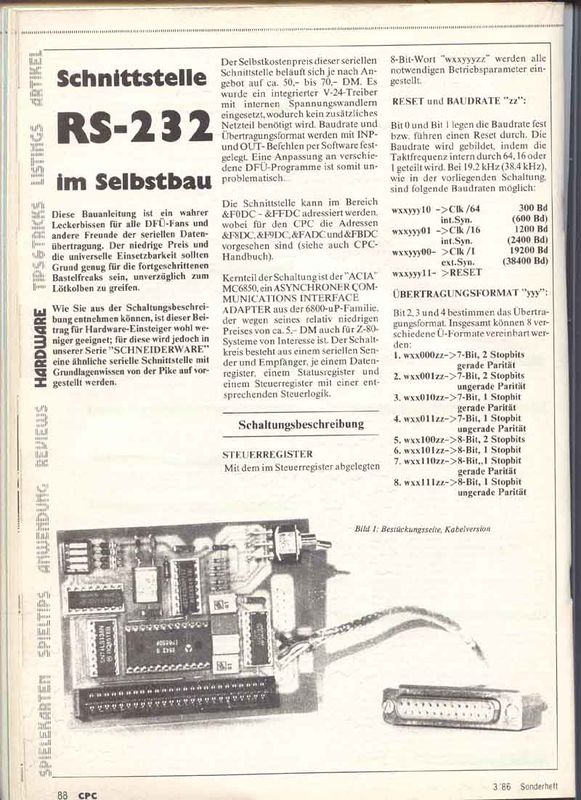 ARTIKEL
LISTINGS
TIPS&TRICKS
HARDWARE
REVIEWS
ANWENDUNG
SPIELTIPS
SPIELEKARTEN
Schnittstelle
RS-232
im Selbstbau
Diese Bauanleitung ist ein wahrer
Leckerbissen für alle DFÜ-Fans und
andere Freunde der seriellen Daten-
übertragung. Der niedrige Preis und
die universelle Einsetzbarkeit sollten
Grund genug für die fortgeschrittenen
Bastelfreaks sein, unverzüglich zum
Lötkolben zu greifen.
Wie Sie aus der Schaltungsbeschrei-
bung entnehmen können, ist dieser Bei-
trag für Hardware-Einsteiger wohl we-
niger geeignet; für diese wird jedoch in
unserer Serie "SCHNEIDERWARE"
eine ähnliche serielle Schnittstelle mit
Grundlagenwissen von der Pike auf vor-
gestellt werden.
Der Selbstkostenpreis dieser seriellen
Schnittstelle beläuft sich je nach An-
gebot auf ca. 50,- bis 70,- DM. Es
wurde ein integrierter V-24-Treiber
mit internen Spannungswandlern
eingesetzt, wodurch kein zusätzliches
Netzteil benötigt wird. Baudrate und
Übertragungsformat werden mit INP-
und OUT- Befehlen per Software fest-
gelegt. Eine Anpassung an verschie-
dene DFÜ-Programme ist somit un-
problematisch.
Die Schnittstelle kann im Bereich
&F0DC - &FFDC adressiert werden,
wobei für den CPC die Adressen
&F8DC, &F9DC, &FADC und &FBDC
vorgesehen sind (siehe auch CPC-
Handbuch).
Kernteil der Schaltung ist der "ACIA"
MC6850, ein ASYNCHRONER COM-
MUNICATIONS INTERFACE
ADAPTER aus der 6800-uP-Familie,
der wegen seines relativ niedrigen
Preises von ca. 5,- DM auch für Z-80-
Systeme von Interesse ist. Der Schalt-
kreis besteht aus einem seriellen Sen-
der und Empfänger, je einem Daten-
register, einem Statusregister und
einem Steuerregister mit einer ent-
sprechenden Steuerlogik.
Schaltungsbeschreibung
STEUERREGISTER
Mit dem im Steuerregister abgelegten
8-Bit-Wort "wxxyyyzz" werden alle
notwendigen Betriebsparameter ein-
gestellt.
RESET und BAUDRATE "zz":
Bit 0 und Bit 1 legen die Baudrate fest
bzw. führen einen Reset durch. Die
Baudrate wird gebildet, indem die
Taktfrequenz intern durch 64, 16 oder
1 geteilt wird. Bei 19.2 kHz (38.4 kHz),
wie in der vorliegenden Schaltung,
sind folgende Baudraten möglich:
wxxyyy10 ->Clk /64 300 Bd
int.Syn. (600 Bd)
wxxyyy01 ->Clk /16 1200 Bd
int.Syn. (2400 Bd)
wxxyyy00- >Clk /1 19200 Bd
ext.Syn. (38400 Bd)
wxxyyy11- >RESET
ÜBERTRAGUNGSFORMAT "yyy":
Bit 2, 3 und 4 bestimmen das Übertra-
gungsformat. Insgesamt können 8 ver-
schiedene Ü-Formate vereinbart wer-
den:
1. wxx000zz->7-Bit, 2 Stopbits
gerade Parität
2. wxx001zz->7-Bit, 2 Stopbits
ungerade Parität
3. wxx010zz->7-Bit, 1 Stopbit
gerade Parität
4. wxx011zz->7-Bit, 1 Stopbit
ungerade Parität
5. wxx100zz->8-Bit, 2 Stopbits
6. wxx101zz->8-Bit, 1 Stopbit
7. wxx110zz->8-Bit,,1 Stopbit
gerade Parität
8. wxx111zz->8-Bit, 1 Stopbit
ungerade Parität
Bild 1: Bestückungsseite, Kabelversion
88 CPC
3 '86 Sonderheft